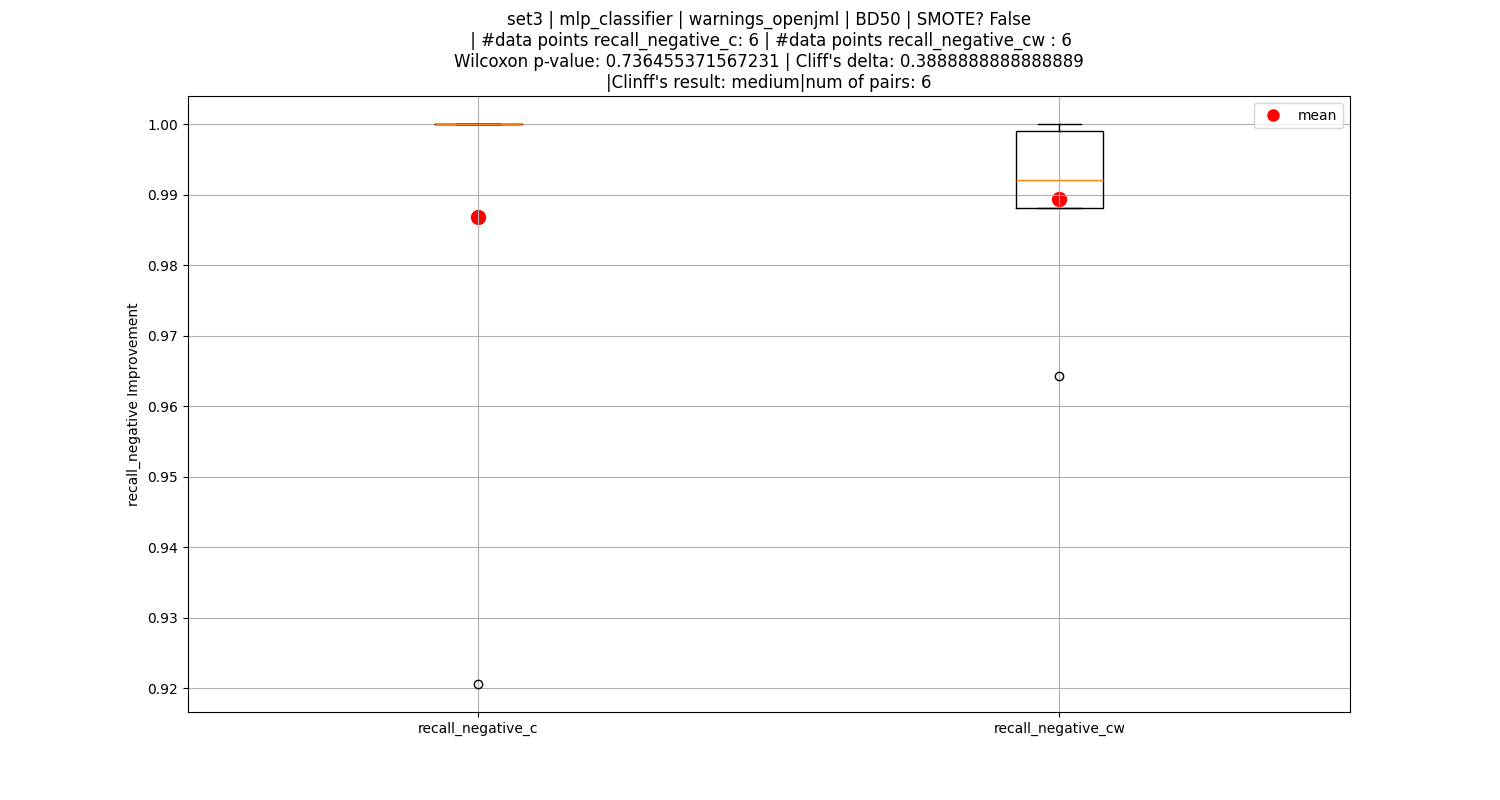 set3 | mlp_classifier | warnings_openjml | BD50 | SMOTE? False
| #data points recall_negative_c: 6 | #data points recall_negative_cw : 6
Wilcoxon p-value: 0.736455371567231 | Cliff's delta: 0.3888888888888889
|Clinff's result: medium|num of pairs: 6
mean
1.00
0.99
0.98
0.97
0.96
0.95
0.94
0.93
0.92
recall_negative Improvement
recall_negative_c
recall_negative_cw